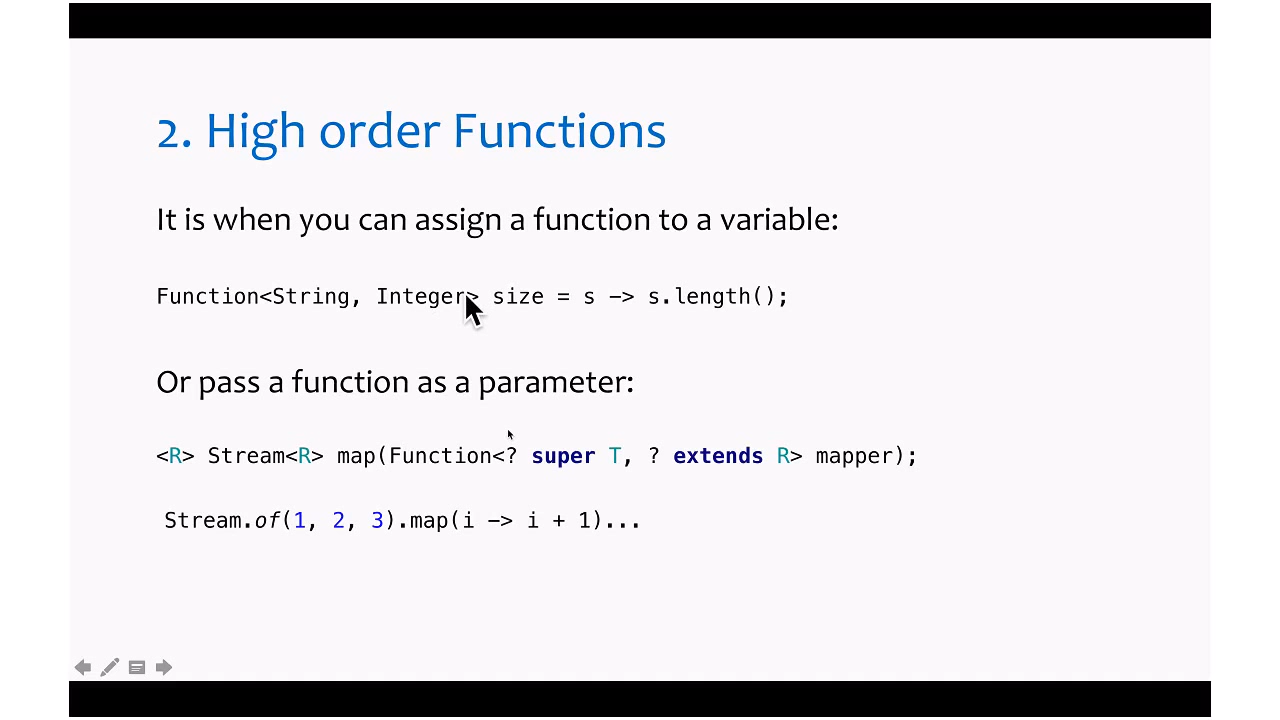 2. High order Functions
It is when you can assign a function to a variable:
Function<String, Integer> size = s -> s.length();
Or pass a function as a parameter:
<R> Stream<R> map(Function<? super T, ? extends R> mapper);
Stream.of(1, 2, 3).map(i -> i + 1)...